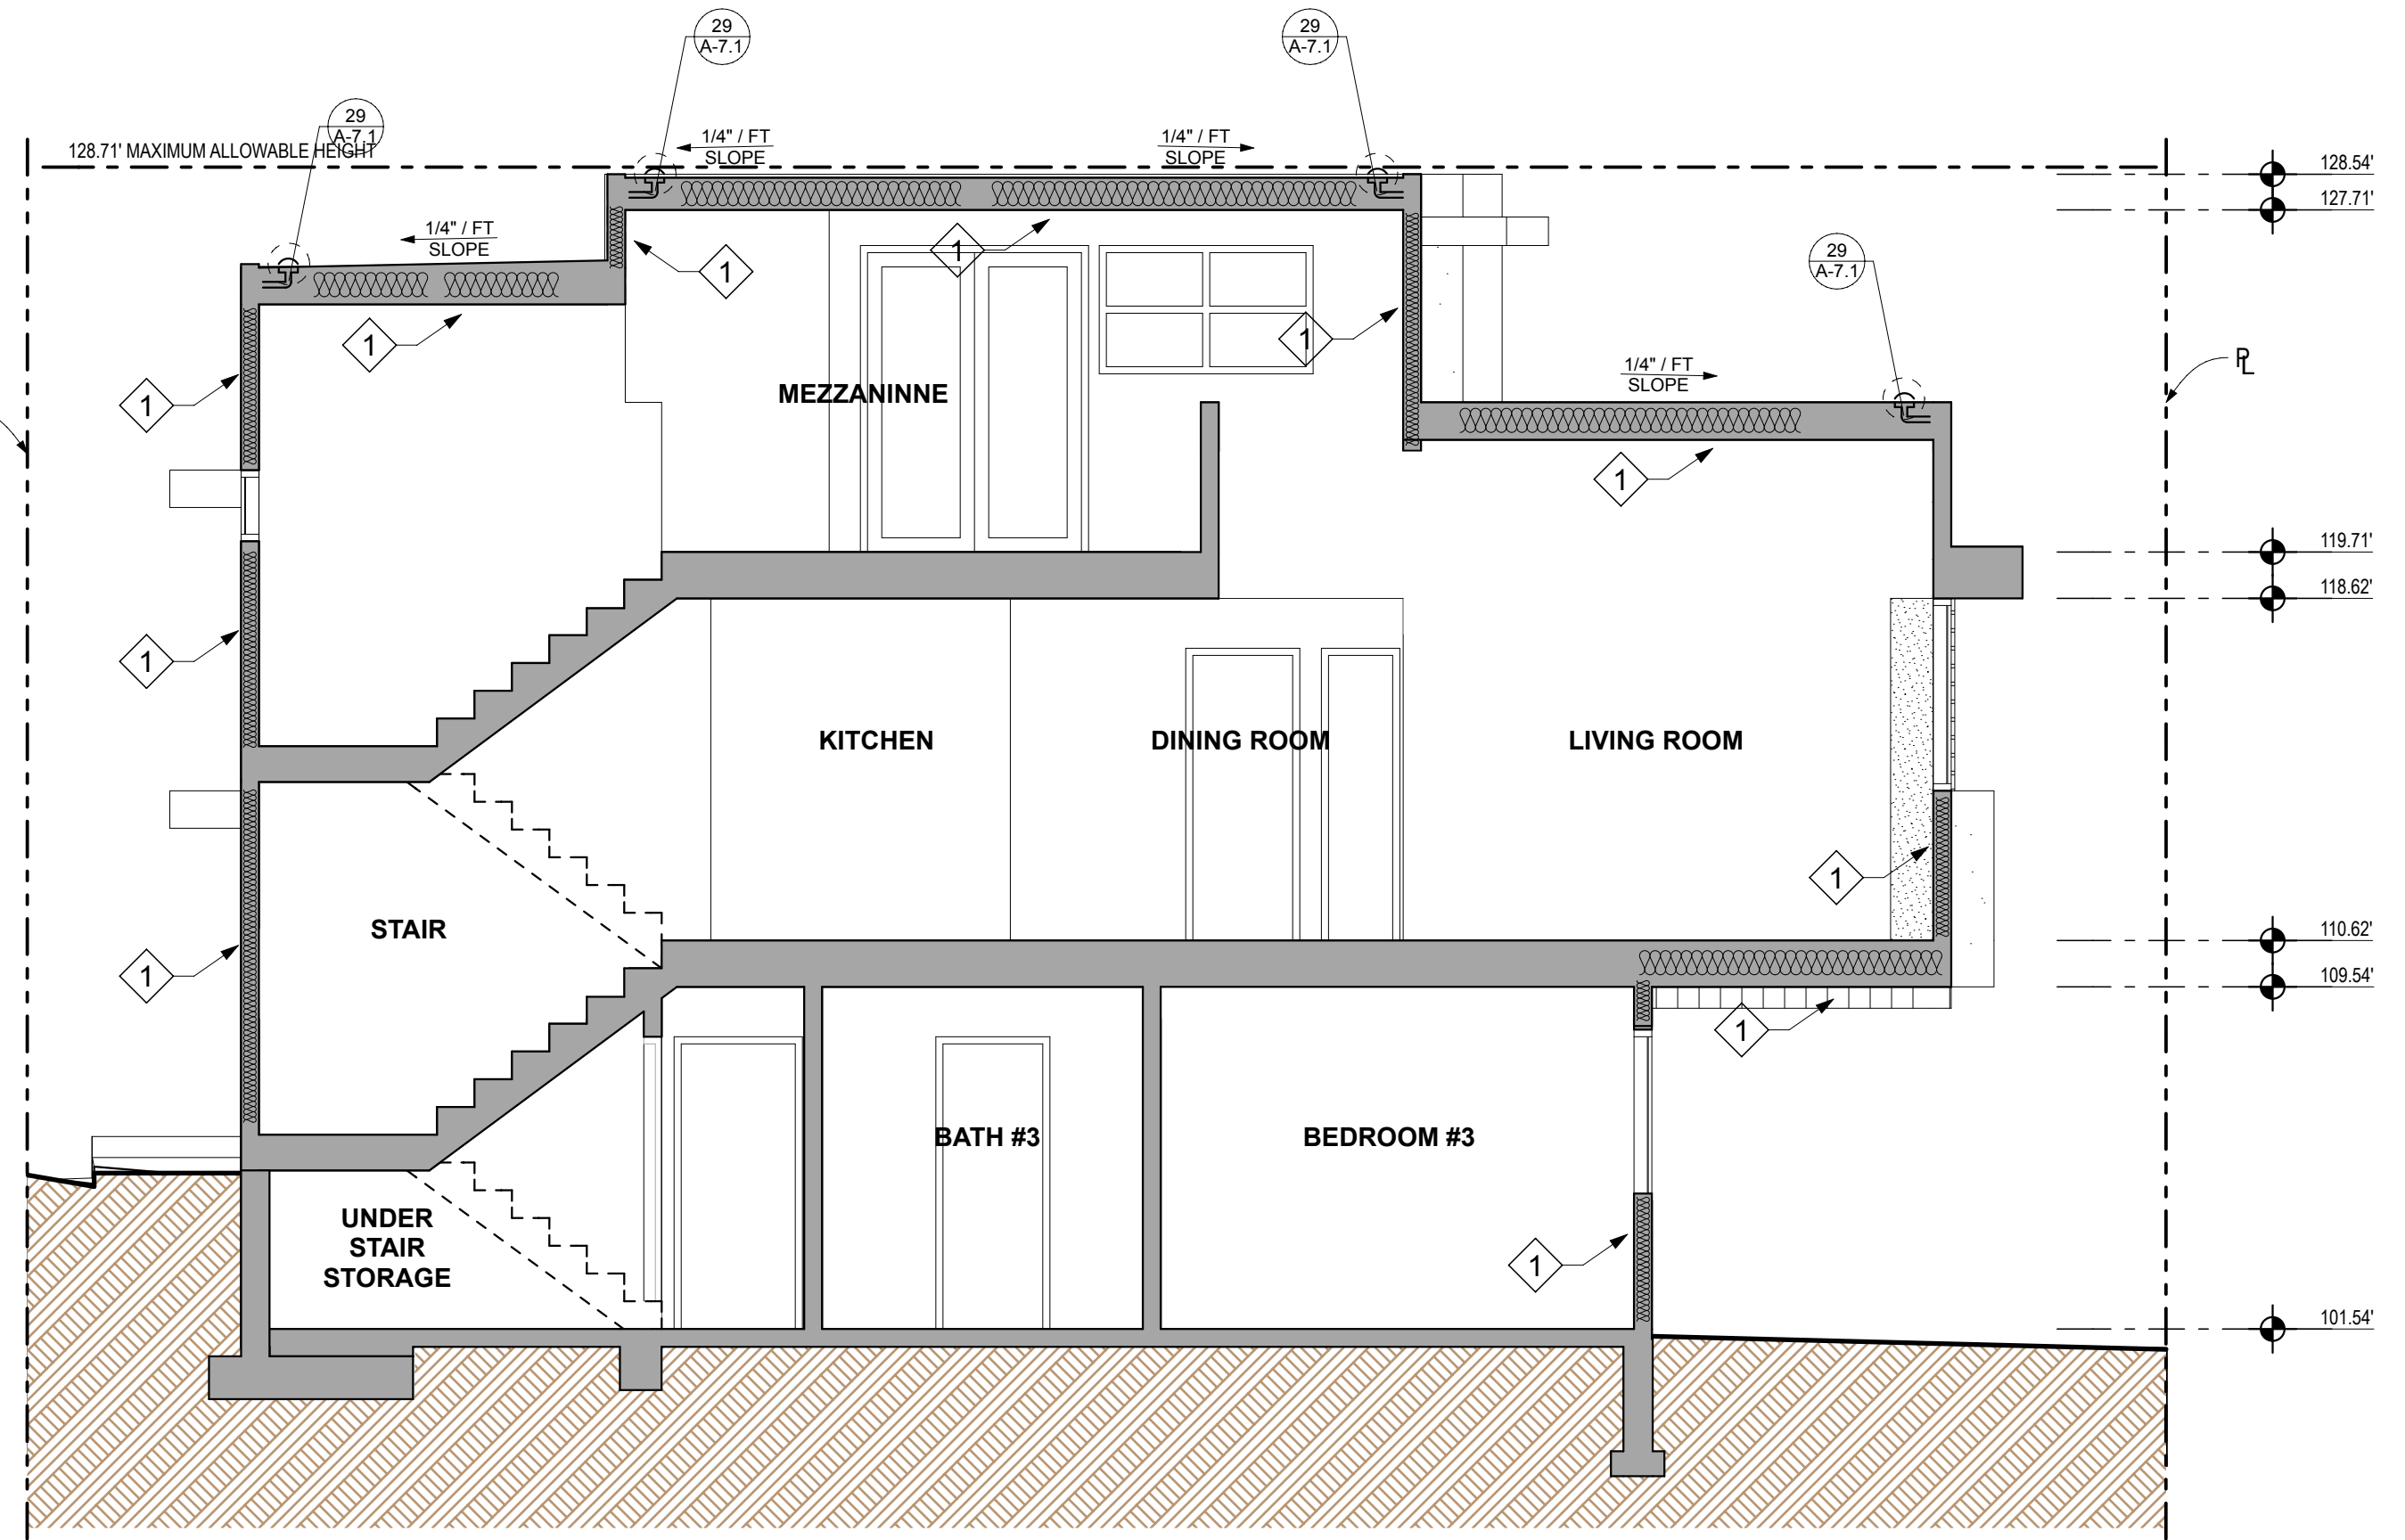 29
A-7.1
29
A-7.1
29
A-7.1
128.71' MAXIMUM ALLOWABLE HEIGHT
1/4" / FT
SLOPE
1/4" / FT
SLOPE
128.54'
127.71'
1/4" / FT
SLOPE
1
1
29
A-7.1
1
1
1/4" / FT
SLOPE
PL
MEZZANINNE
1
1
119.71'
118.62'
1
KITCHEN
DINING ROOM
LIVING ROOM
1
STAIR
110.62'
1
109.54'
1
BATH #3
BEDROOM #3
UNDER
STAIR
STORAGE
1
101.54'